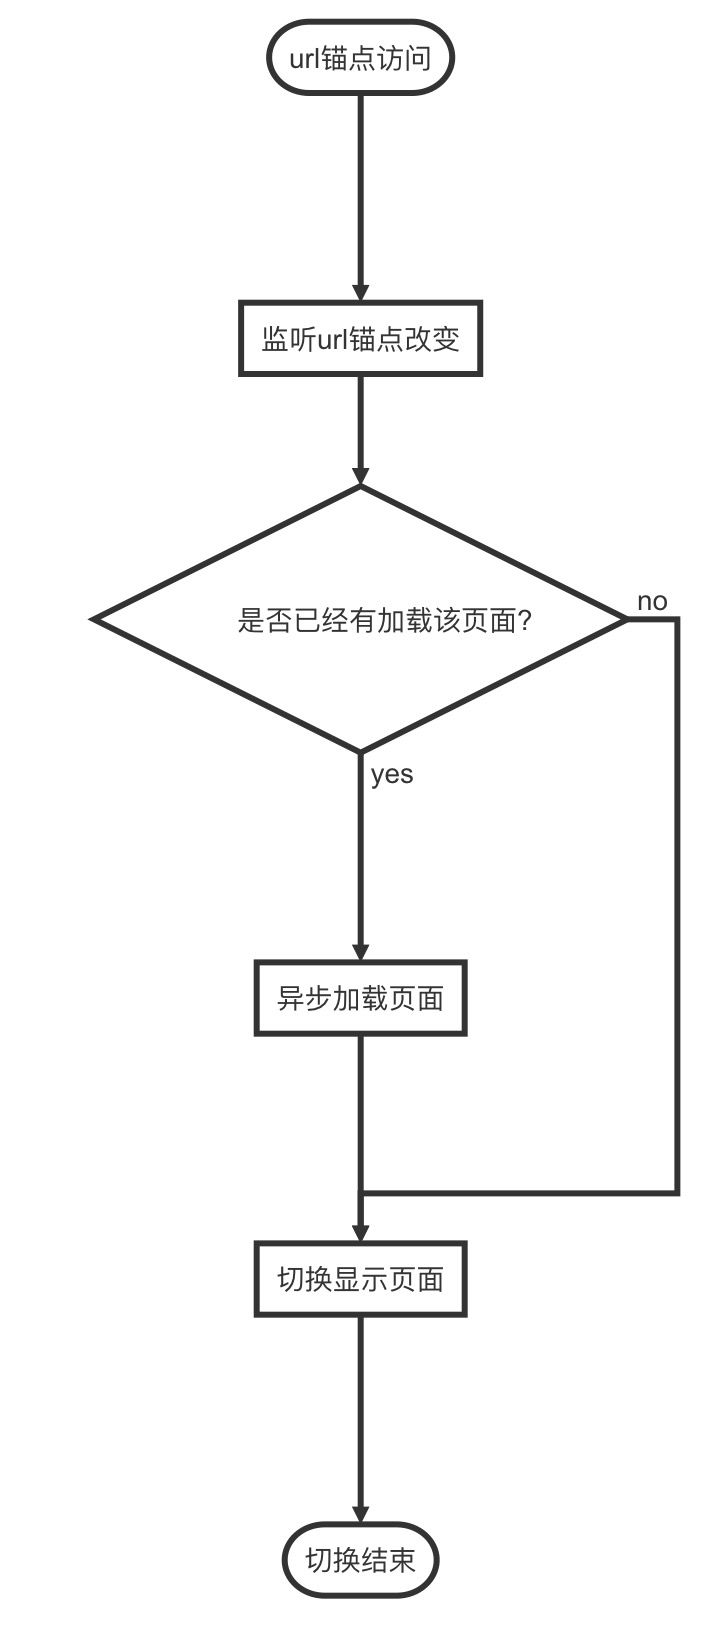 url锚点访问
监听url锚点改变
是否已经有加载该页面?
no
yes
异步加载页面
切换显示页面
切换结束